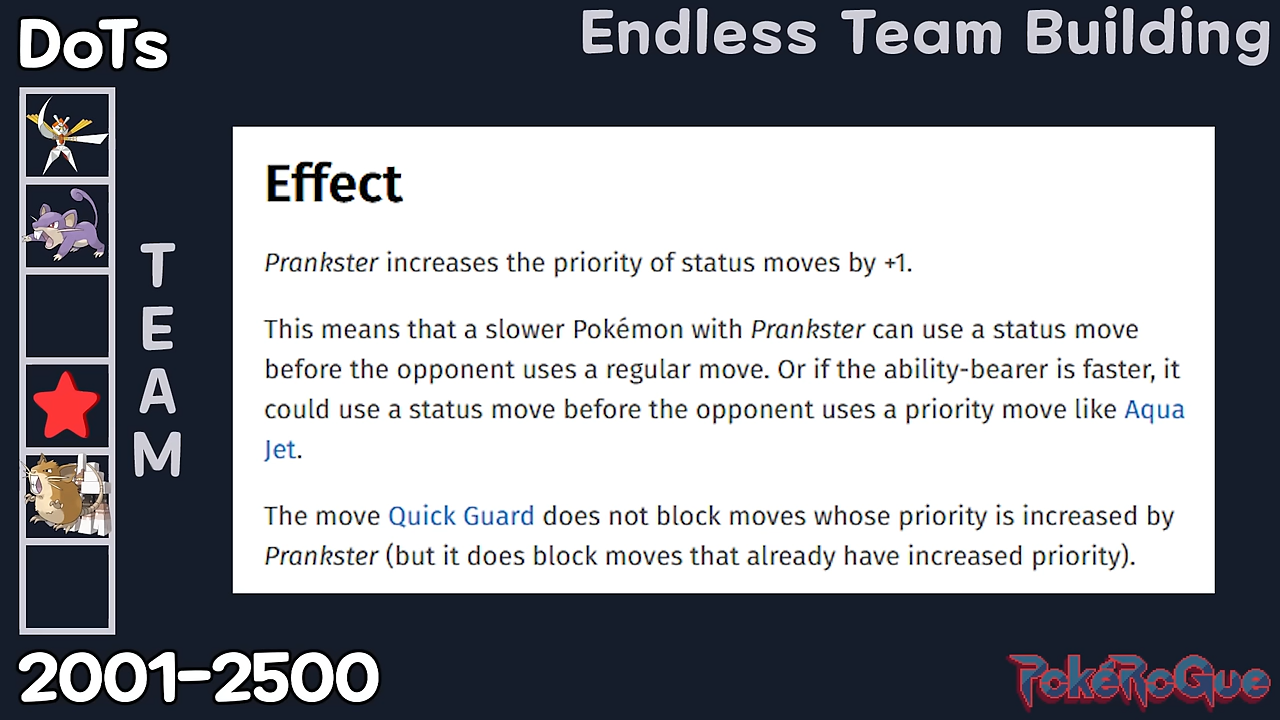 DoTs
Endless Team Building
TEAM
Effect
Prankster increases the priority of status moves by +1.
This means that a slower Pokémon with Prankster can use a status move
before the opponent uses a regular move. Or if the ability-bearer is faster, it
could use a status move before the opponent uses a priority move like Aqua
Jet.
The move Quick Guard does not block moves whose priority is increased by
Prankster (but it does block moves that already have increased priority).
2001-2500
PokéRoGue